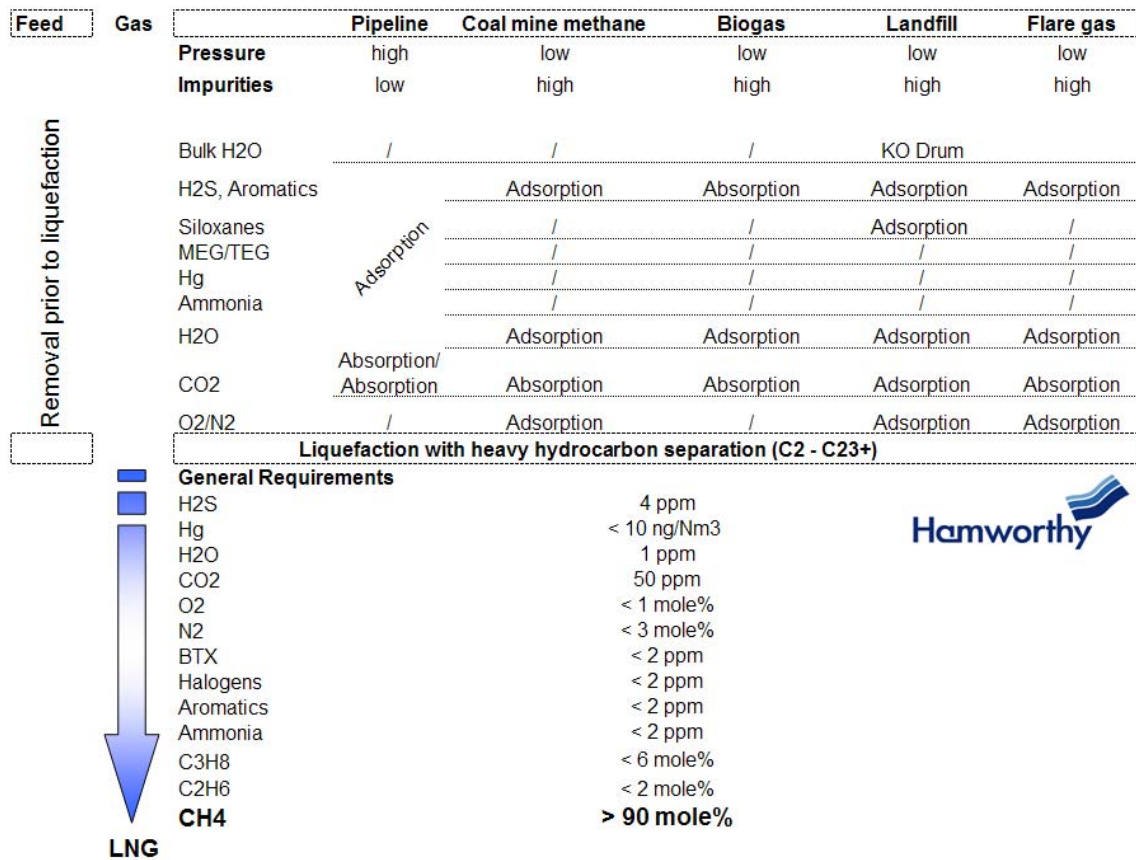 Feed Gas Pipeline Coal mine methane Biogas Landfill Flare gas
Pressure high low low low low
Impurities low high high high high
Bulk H2O / / / KO Drum
H2S, Aromatics Adsorption Absorption Adsorption Adsorption
Siloxanes / / Adsorption /
MEG/TEG / / / /
Hg / / / /
Ammonia / / / /
Adsorption
H2O Adsorption Adsorption Adsorption Adsorption
Absorption/
CO2 Absorption Absorption Absorption Adsorption Absorption
O2/N2 / Adsorption / Adsorption Adsorption
Removal prior to liquefaction
Liquefaction with heavy hydrocarbon separation (C2 - C23+)
General Requirements
H2S 4 ppm
Hg < 10 ng/Nm3
H2O 1 ppm
CO2 50 ppm
O2 < 1 mole%
N2 < 3 mole%
BTX < 2 ppm
Halogens < 2 ppm
Aromatics < 2 ppm
Ammonia < 2 ppm
C3H8 < 6 mole%
C2H6 < 2 mole%
CH4 > 90 mole%
LNG
Hamworthy